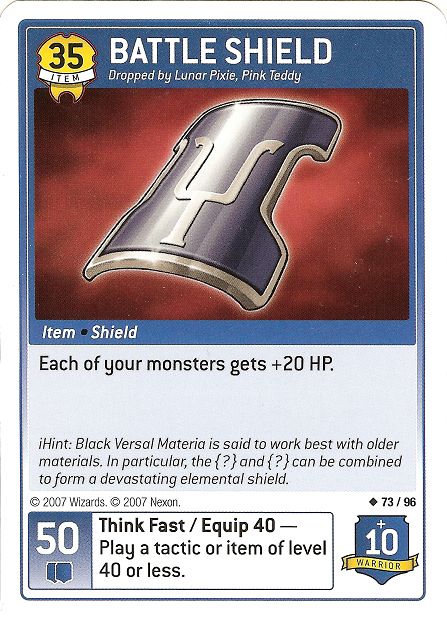 35
ITEM
BATTLE SHIELD
Dropped by Lunar Pixie, Pink Teddy
Item • Shield
Each of your monsters gets +20 HP.
iHint: Black Versal Materia is said to work best with older
materials. In particular, the {?} and {?} can be combined
to form a devastating elemental shield.
© 2007 Wizards. © 2007 Nexon.
◆ 73 / 96
50
Think Fast / Equip 40 —
Play a tactic or item of level
40 or less.
+
10
WARRIOR